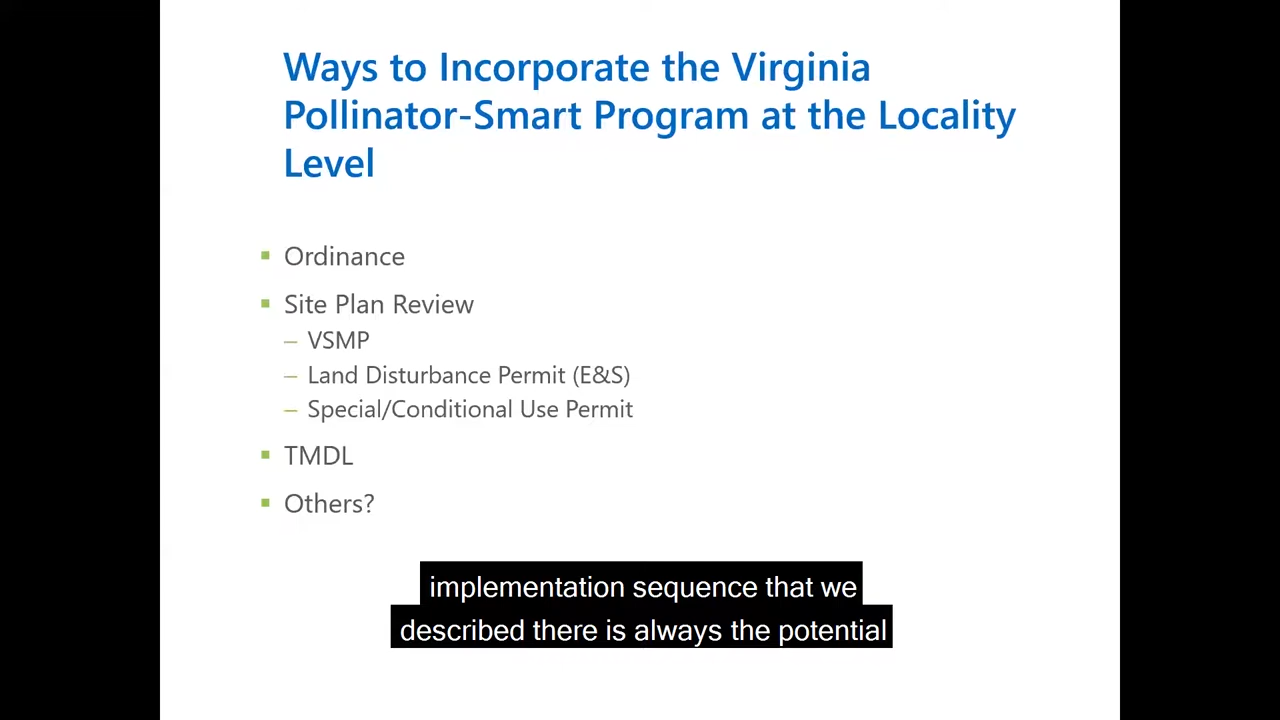 Ways to Incorporate the Virginia
Pollinator-Smart Program at the Locality
Level
▪ Ordinance
▪ Site Plan Review
– VSMP
– Land Disturbance Permit (E&S)
– Special/Conditional Use Permit
▪ TMDL
▪ Others?
implementation sequence that we
described there is always the potential